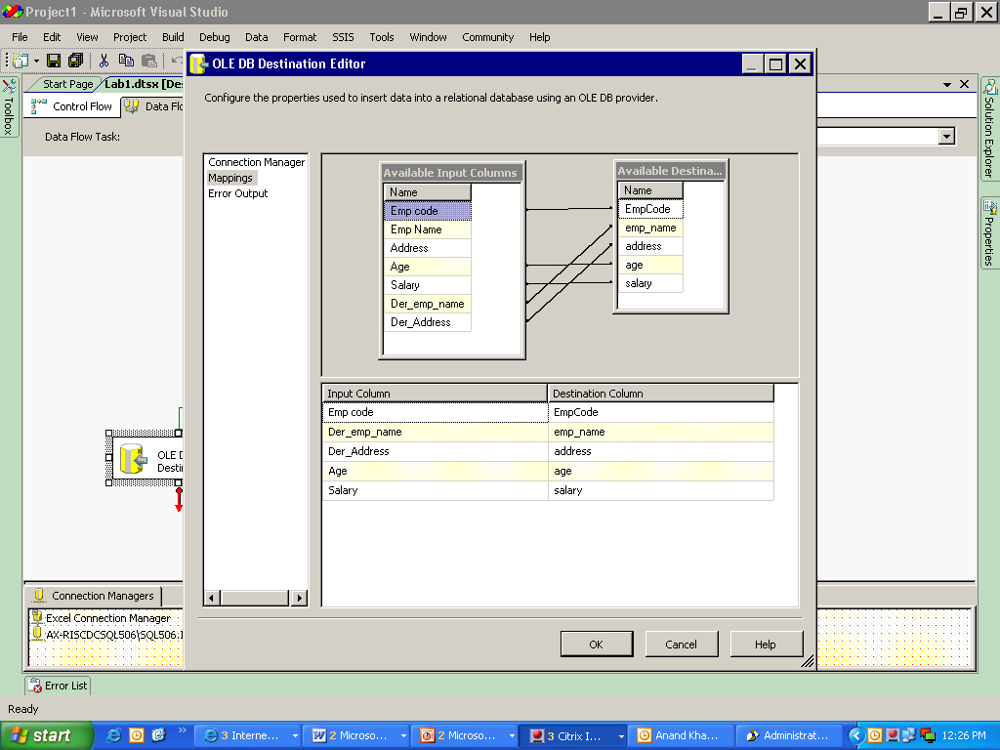 Project1 - Microsoft Visual Studio
File Edit View Project Build Debug Data Format SSIS Tools Window Community Help
OLE DB Destination Editor
Start Page Lab1.dtsx [De
Control Flow Data Flo
Data Flow Task:
Toolbox
Solution Explorer
Properties
Configure the properties used to insert data into a relational database using an OLE DB provider.
Connection Manager
Mappings
Error Output
Available Input Columns
Name
Emp code
Emp Name
Address
Age
Salary
Der_emp_name
Der_Address
Available Destina...
Name
EmpCode
emp_name
address
age
salary
Input Column Destination Column
Emp code EmpCode
Der_emp_name emp_name
Der_Address address
Age age
Salary salary
OLE D
Destin
Connection Managers
Excel Connection Manager
AX-RISCDCSQL506\SQL506.
OK Cancel Help
Error List
Ready
start 3 Interne... 2 Microso... 2 Microso... 3 Citrix I... Anand Kha... Administrat... 12:26 PM